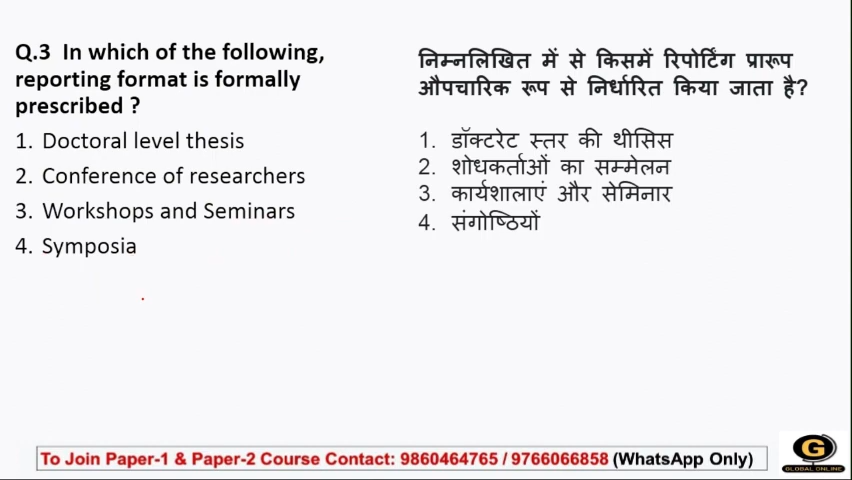 Q.3 In which of the following,
reporting format is formally
prescribed ?
1. Doctoral level thesis
2. Conference of researchers
3. Workshops and Seminars
4. Symposia
निम्नलिखित में से किसमें रिपोर्टिंग प्रारूप
औपचारिक रूप से निर्धारित किया जाता है?
1. डॉक्टरेट स्तर की थीसिस
2. शोधकर्ताओं का सम्मेलन
3. कार्यशालाएं और सेमिनार
4. संगोष्ठियों
To Join Paper-1 & Paper-2 Course Contact: 9860464765 / 9766066858 (WhatsApp Only)
G
GLOBAL ONLINE